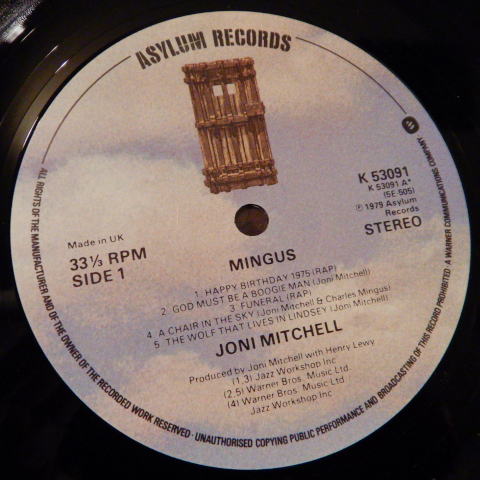 ASYLUM RECORDS
K 53091
K 53091 A*
(5E-505)
℗ 1979 Asylum
Records
STEREO
Made in UK
33⅓ RPM
SIDE 1
MINGUS
1. HAPPY BIRTHDAY 1975 (RAP)
2. GOD MUST BE A BOOGIE MAN (Joni Mitchell)
3. FUNERAL (RAP)
4. A CHAIR IN THE SKY (Joni Mitchell & Charles Mingus)
5. THE WOLF THAT LIVES IN LINDSEY (Joni Mitchell)
JONI MITCHELL
Produced by Joni Mitchell with Henry Lewy
(1,3) Jazz Workshop Inc
(2,5) Warner Bros. Music Ltd
(4) Warner Bros. Music Ltd.
Jazz Workshop Inc
ALL RIGHTS OF THE MANUFACTURER AND OF THE OWNER OF THE RECORDED WORK RESERVED · UNAUTHORISED COPYING PUBLIC PERFORMANCE AND BROADCASTING OF THIS RECORD PROHIBITED · A WARNER COMMUNICATIONS COMPANY